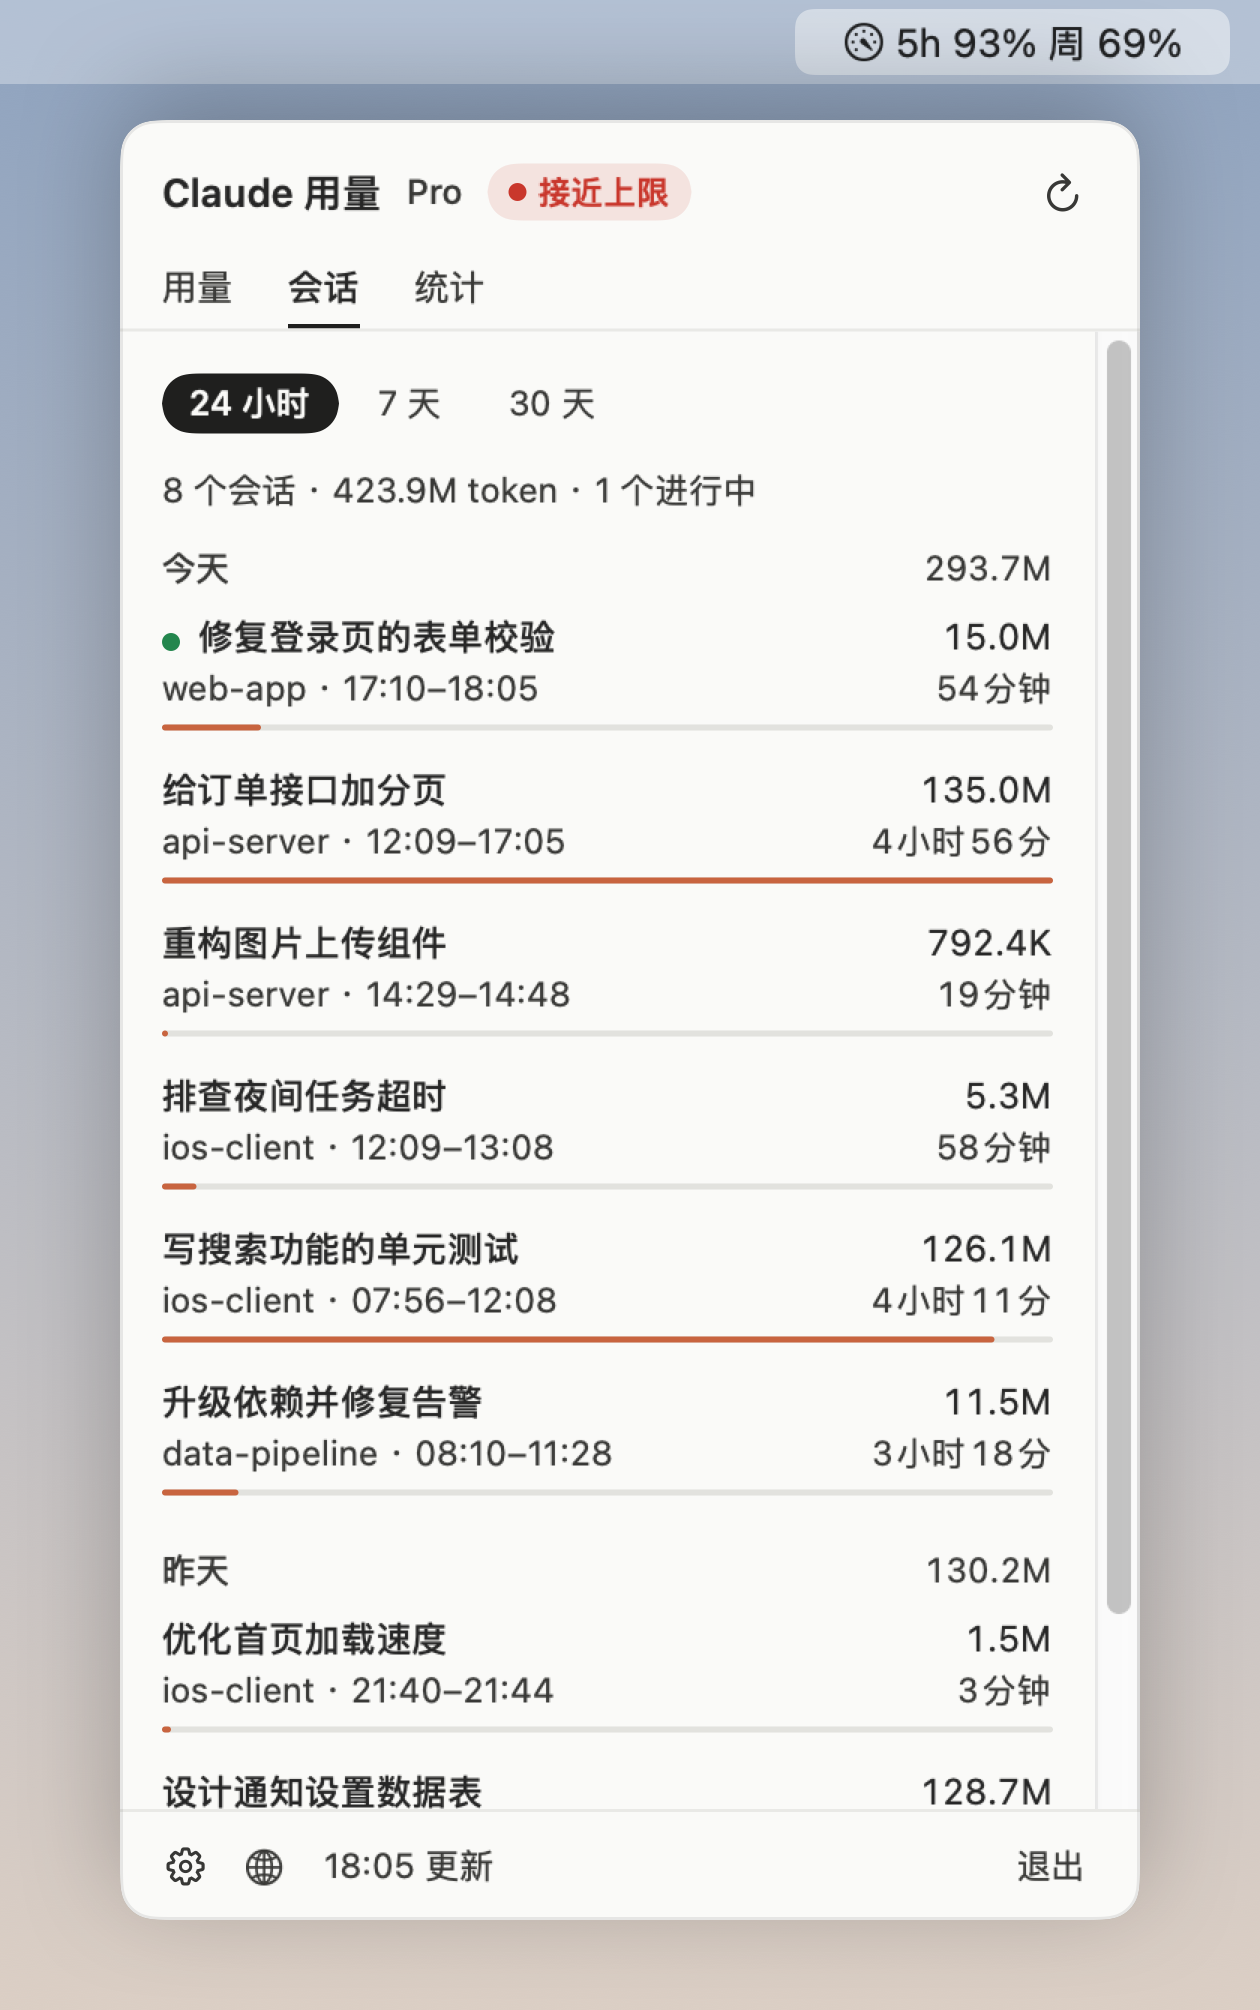 5h 93% 周 69%
Claude 用量 Pro 接近上限
用量 会话 统计
24 小时 7 天 30 天
8 个会话 · 423.9M token · 1 个进行中
今天 293.7M
修复登录页的表单校验 15.0M
web-app · 17:10–18:05 54分钟
给订单接口加分页 135.0M
api-server · 12:09–17:05 4小时56分
重构图片上传组件 792.4K
api-server · 14:29–14:48 19分钟
排查夜间任务超时 5.3M
ios-client · 12:09–13:08 58分钟
写搜索功能的单元测试 126.1M
ios-client · 07:56–12:08 4小时11分
升级依赖并修复告警 11.5M
data-pipeline · 08:10–11:28 3小时18分
昨天 130.2M
优化首页加载速度 1.5M
ios-client · 21:40–21:44 3分钟
设计通知设置数据表 128.7M
18:05 更新 退出